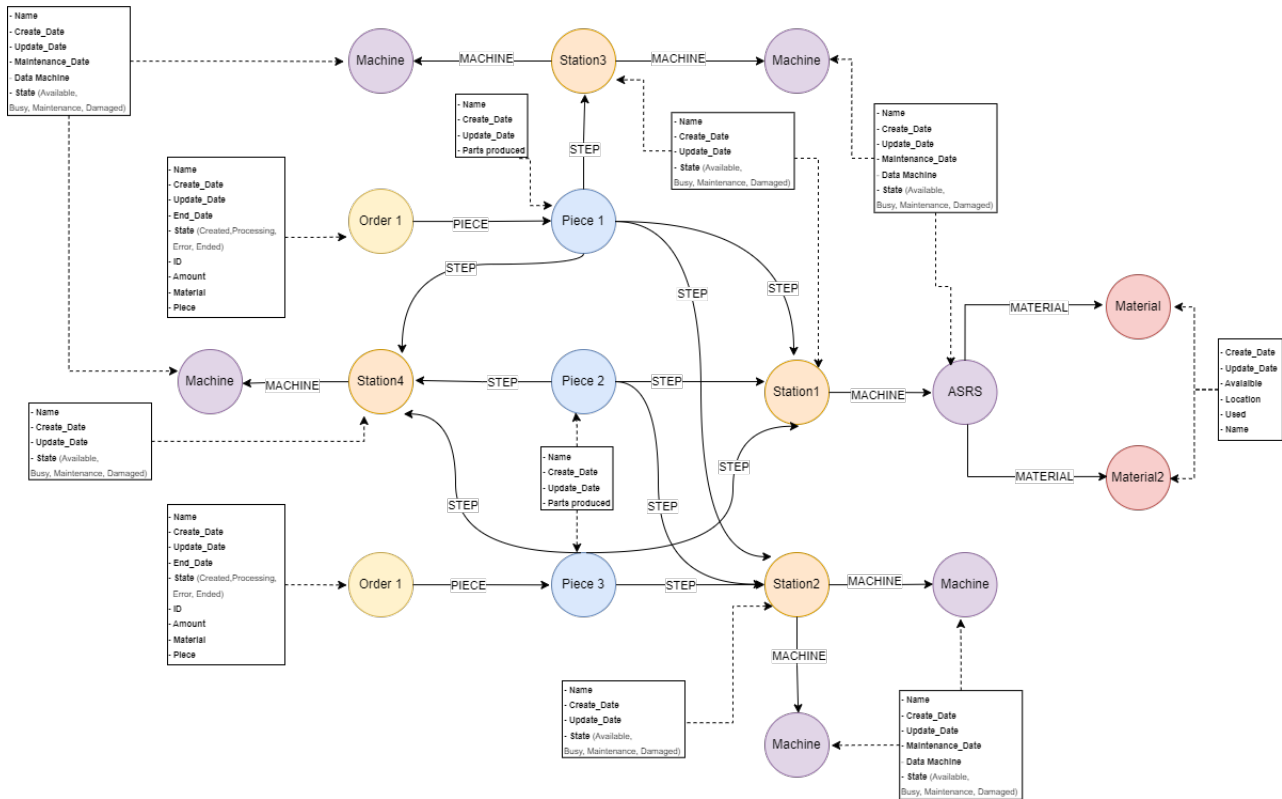 - Name
- Create_Date
- Update_Date
- Maintenance_Date
- Data Machine
- State (Available,
Busy, Maintenance, Damaged)
Machine
MACHINE
Station3
MACHINE
Machine
- Name
- Create_Date
- Update_Date
- Parts produced
STEP
- Name
- Create_Date
- Update_Date
- State (Available,
Busy, Maintenance, Damaged)
- Name
- Create_Date
- Update_Date
- Maintenance_Date
- Data Machine
- State (Available,
Busy, Maintenance, Damaged)
- Name
- Create_Date
- Update_Date
- End_Date
- State (Created,Processing,
Error, Ended)
- ID
- Amount
- Material
- Piece
Order 1
PIECE
Piece 1
STEP
STEP
STEP
Machine
MACHINE
Station4
STEP
Piece 2
STEP
Station1
MACHINE
ASRS
MATERIAL
Material
MATERIAL
Material2
- Create_Date
- Update_Date
- Avalaible
- Location
- Used
- Name
- Name
- Create_Date
- Update_Date
- State (Available,
Busy, Maintenance, Damaged)
- Name
- Create_Date
- Update_Date
- Parts produced
STEP
STEP
STEP
- Name
- Create_Date
- Update_Date
- End_Date
- State (Created,Processing,
Error, Ended)
- ID
- Amount
- Material
- Piece
Order 1
PIECE
Piece 3
STEP
Station2
MACHINE
Machine
MACHINE
Machine
- Name
- Create_Date
- Update_Date
- State (Available,
Busy, Maintenance, Damaged)
- Name
- Create_Date
- Update_Date
- Maintenance_Date
- Data Machine
- State (Available,
Busy, Maintenance, Damaged)